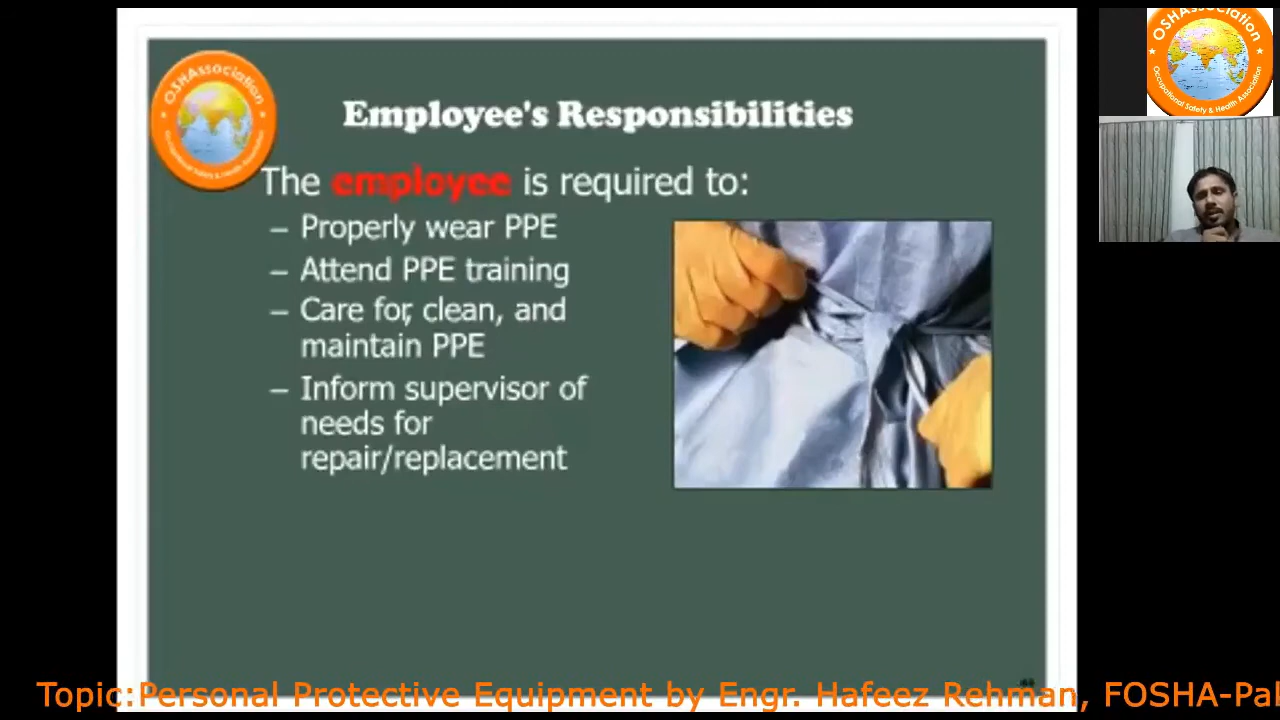 OSHAssociation
Occupational Safety & Health Association
Employee's Responsibilities
The employee is required to:
– Properly wear PPE
– Attend PPE training
– Care for, clean, and
maintain PPE
– Inform supervisor of
needs for
repair/replacement
OSHAssociation
Topic:Personal Protective Equipment by Engr. Hafeez Rehman, FOSHA-Pak